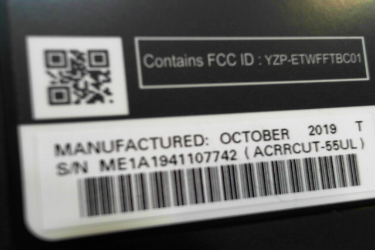 Contains FCC ID : YZP-ETWFFTBC01
MANUFACTURED: OCTOBER 2019 T
S/N ME1A1941107742 (ACRRCUT-55UL)